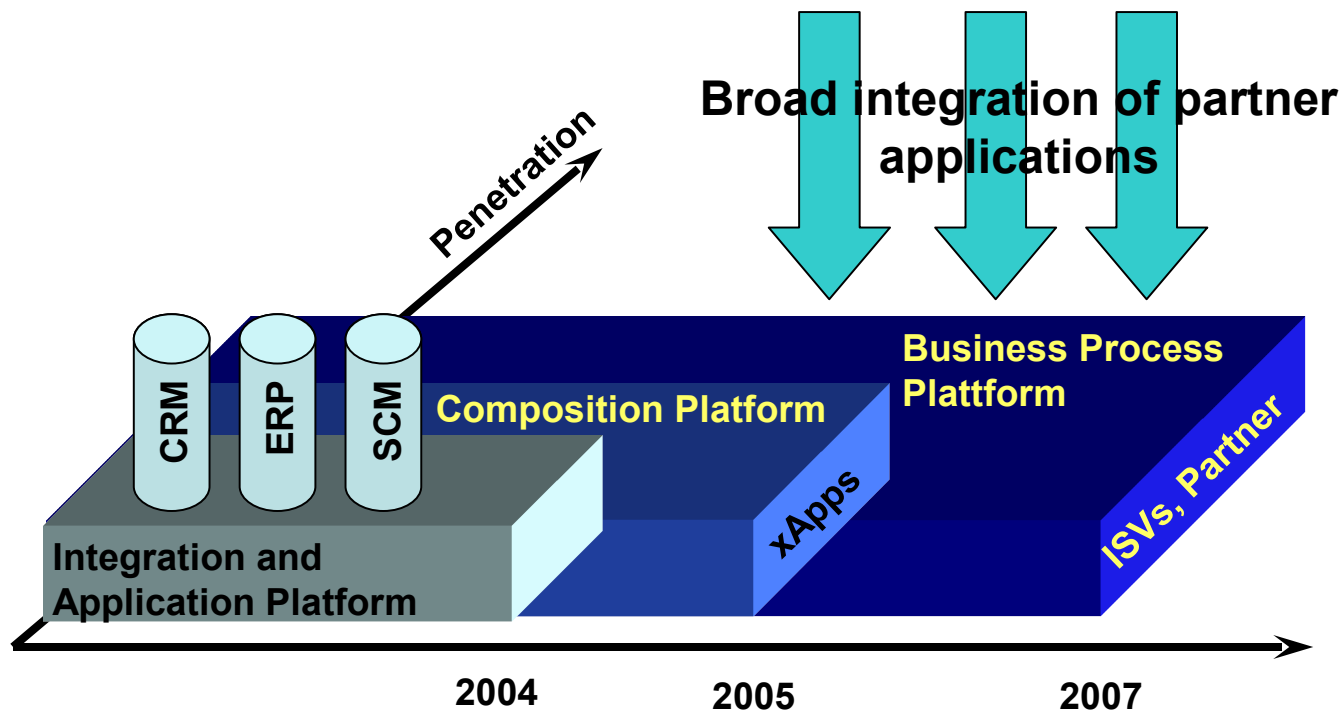 Broad integration of partner
applications
Penetration
CRM
ERP
SCM
Business Process
Plattform
Composition Platform
xApps
ISVs, Partner
Integration and
Application Platform
2004
2005
2007